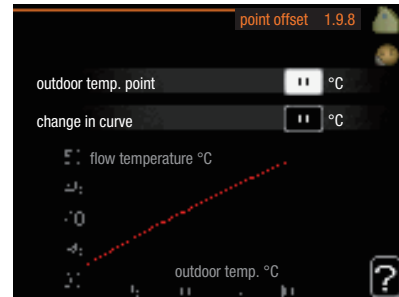 point offset 1.9.8
outdoor temp. point °C
change in curve °C
flow temperature °C
outdoor temp. °C
?